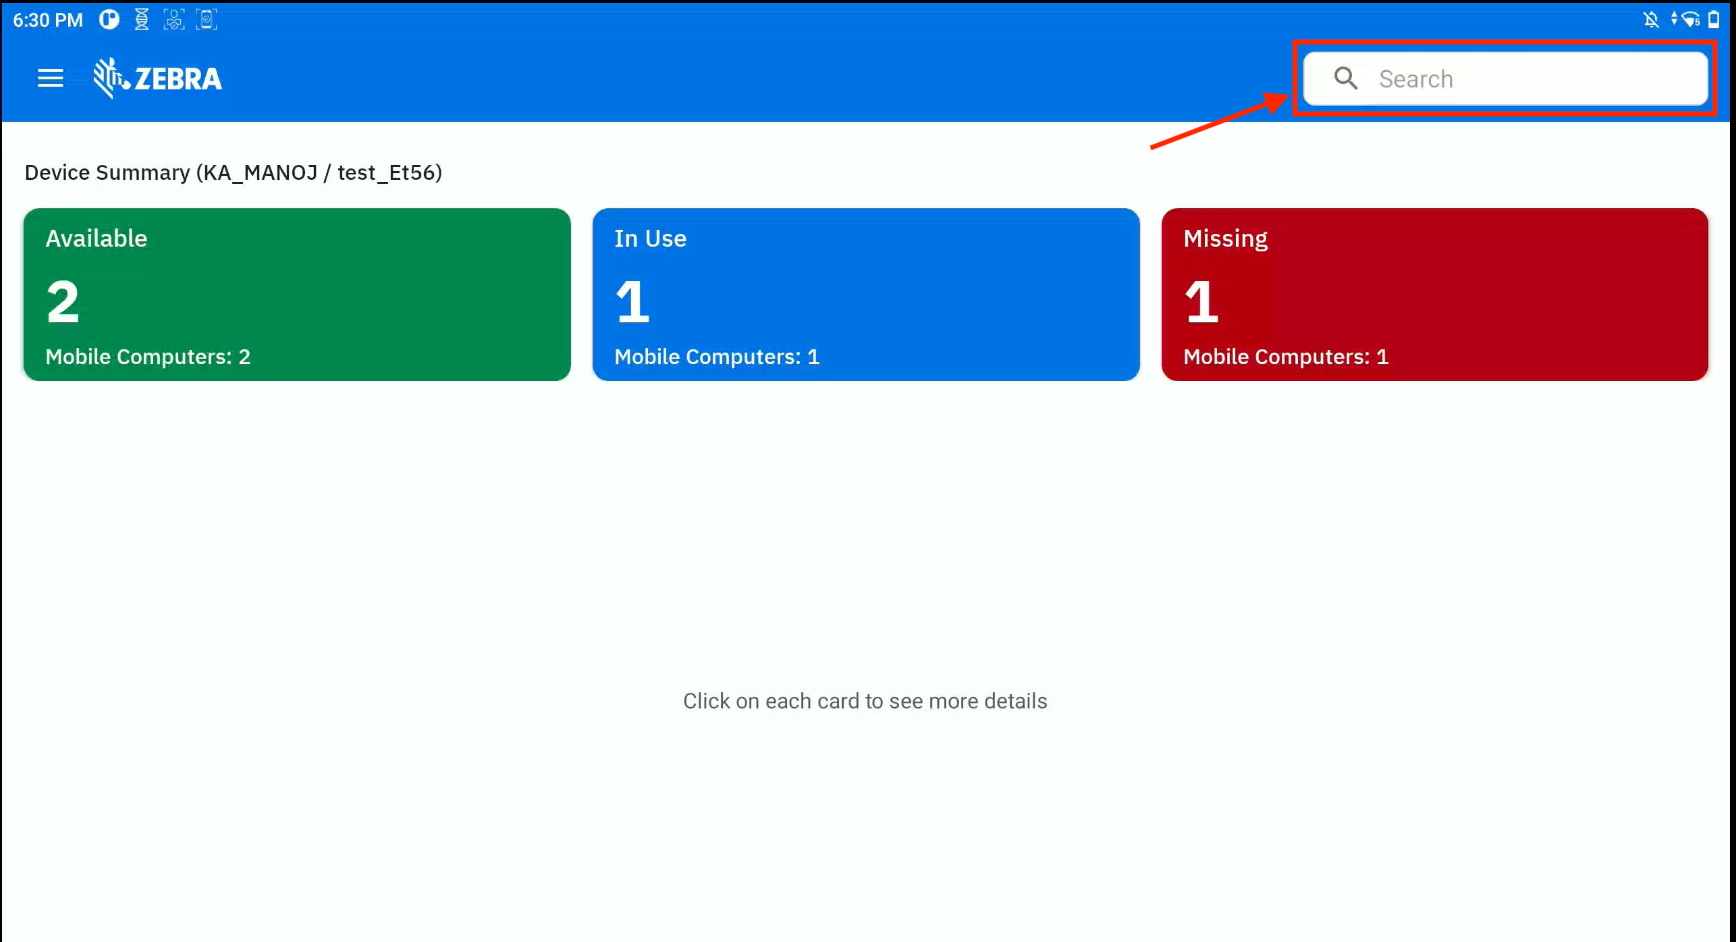 6:30 PM
ZEBRA
Search
Device Summary (KA_MANOJ / test_Et56)
Available
2
Mobile Computers: 2
In Use
1
Mobile Computers: 1
Missing
1
Mobile Computers: 1
Click on each card to see more details